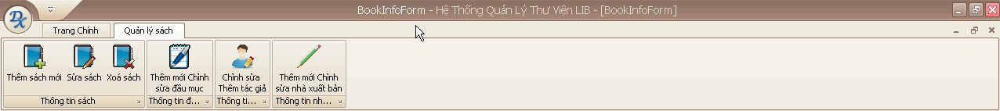 BookInfoForm - Hệ Thống Quản Lý Thư Viện LIB - [BookInfoForm]
DX
Trang Chính
Quản lý sách
Thêm sách mới
Sửa sách
Xoá sách
Thêm mới Chỉnh
sửa đầu mục
Chỉnh sửa
Thêm tác giả
Thêm mới Chỉnh
sửa nhà xuất bản
Thông tin sách
Thông tin đ...
Thông ti...
Thông tin nh...